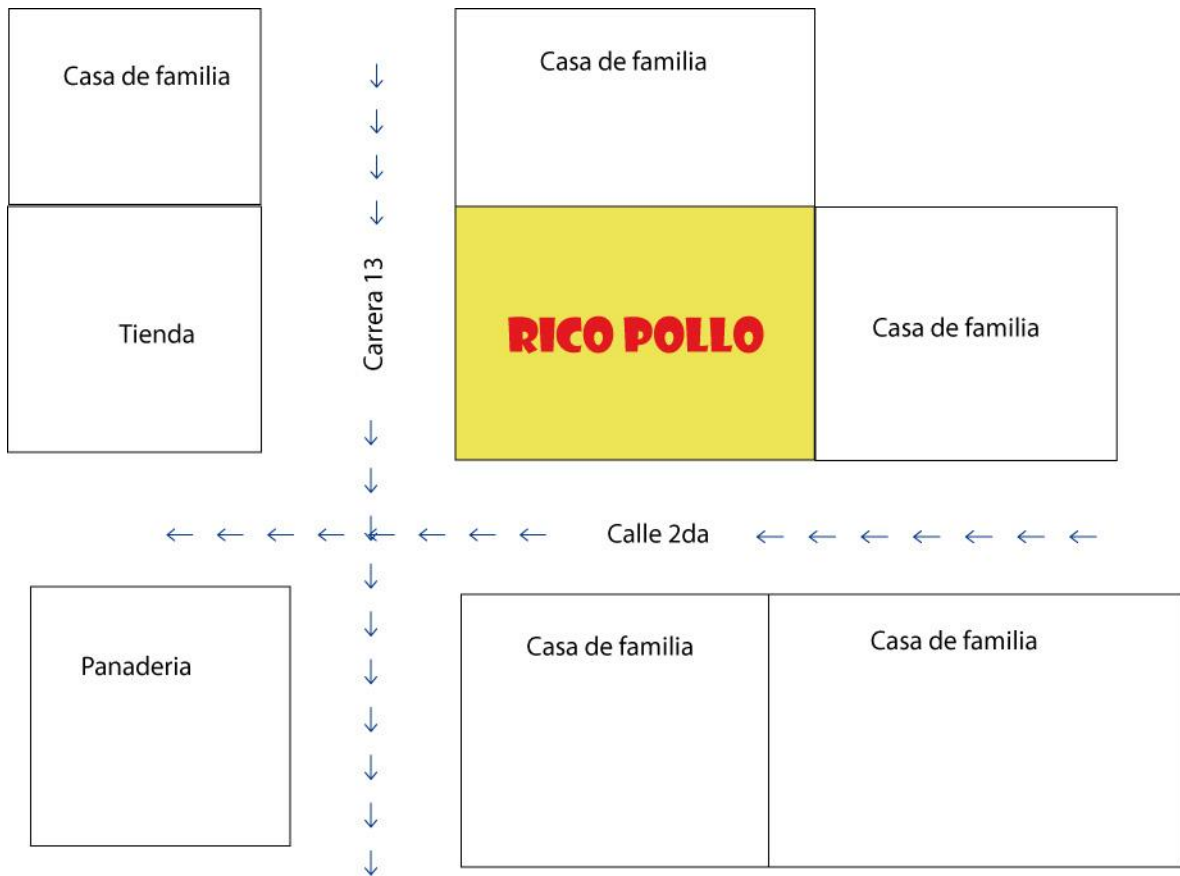 Casa de familia
Casa de familia
Carrera 13
Tienda
RICO POLLO
Casa de familia
Calle 2da
Panaderia
Casa de familia
Casa de familia